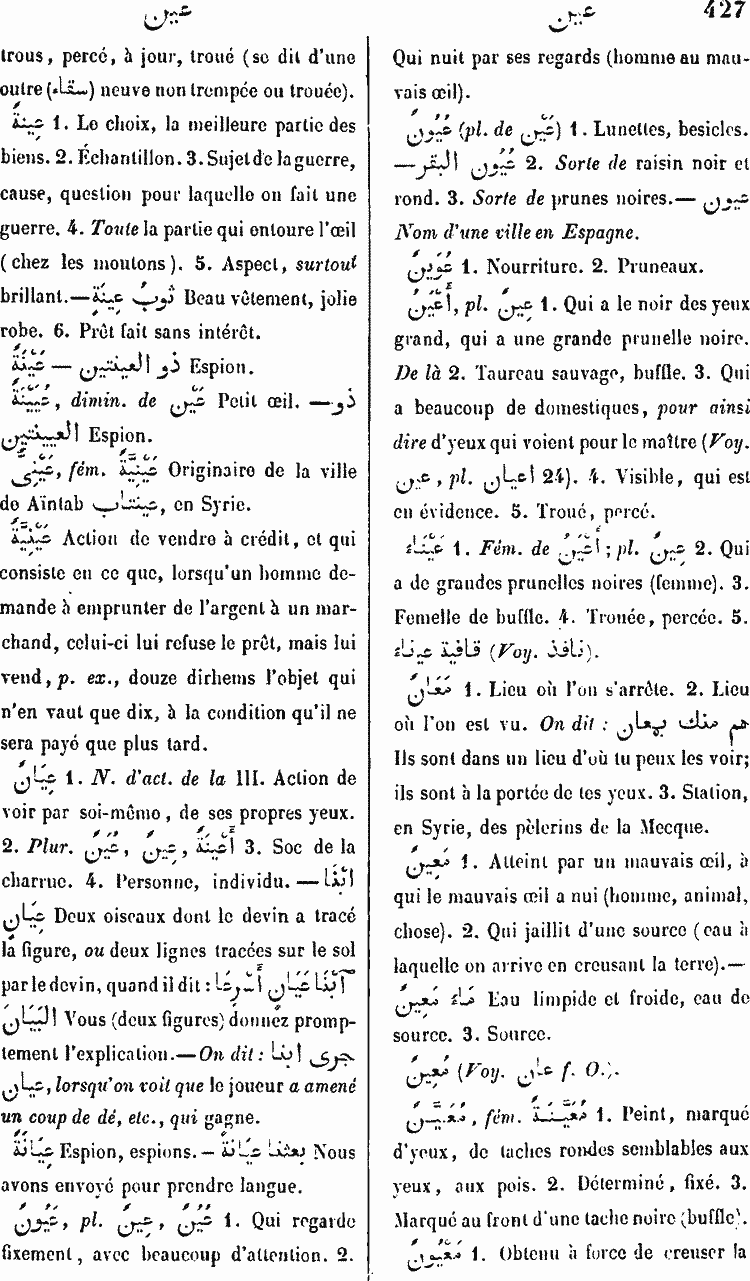 عين
عين
427
trous, percé, à jour, troué (se dit d'une
outre (سقاء) neuve non trempée ou trouée).
عِينَةٌ 1. Le choix, la meilleure partie des
biens. 2. Échantillon. 3. Sujet de la guerre,
cause, question pour laquelle on fait une
guerre. 4. Toute la partie qui entoure l'œil
(chez les moutons). 5. Aspect, surtout
brillant.— ثَوْبُ عِينَةٍ Beau vêtement, jolie
robe. 6. Prêt fait sans intérêt.
عَيْنَةٌ — ذو العينتين Espion.
عُيَيْنَةٌ, dimin. de عَيْن Petit œil. —ذو
العيينتين Espion.
عَيْنِىٌّ, fém. عَيْنِيَّةٌ Originaire de la ville
de Aïntab عينتاب, en Syrie.
عَيْنِيَّةٌ Action de vendre à crédit, et qui
consiste en ce que, lorsqu'un homme de-
mande à emprunter de l'argent à un mar-
chand, celui-ci lui refuse le prêt, mais lui
vend, p. ex., douze dirhems l'objet qui
n'en vaut que dix, à la condition qu'il ne
sera payé que plus tard.
عِيَانٌ 1. N. d'act. de la III. Action de
voir par soi-même, de ses propres yeux.
2. Plur. عُيُنٌ, عِينٌ, أَعْيِنَةٌ 3. Soc de la
charrue. 4. Personne, individu. — اِبْنَا
عِيَانٍ Deux oiseaux dont le devin a tracé
la figure, ou deux lignes tracées sur le sol
par le devin, quand il dit : اِبْنَا عِيَان أَسْرِعَا
البَيَانَ Vous (deux figures) donnez promp-
tement l'explication.— On dit : جرى ابنا
عيان, lorsqu'on voit que le joueur a amené
un coup de dé, etc., qui gagne.
عِيَانَةٌ Espion, espions. — بعثنا عِيَانَةً Nous
avons envoyé pour prendre langue.
عَيُونٌ, pl. عِينٌ, عُيُنٌ 1. Qui regarde
fixement, avec beaucoup d'attention. 2.
Qui nuit par ses regards (homme au mau-
vais œil).
عُيُونٌ (pl. de عَيْن) 1. Lunettes, besicles.
—عُيُون البقر 2. Sorte de raisin noir et
rond. 3. Sorte de prunes noires.— عيون
Nom d'une ville en Espagne.
عَوِينٌ 1. Nourriture. 2. Pruneaux.
أَعْيَنُ, pl. عِينٌ 1. Qui a le noir des yeux
grand, qui a une grande prunelle noire.
De là 2. Taureau sauvage, buffle. 3. Qui
a beaucoup de domestiques, pour ainsi
dire d'yeux qui voient pour le maître (Voy.
عين, pl. اعيان 24). 4. Visible, qui est
en évidence. 5. Troué, percé.
عَيْنَاءُ 1. Fém. de أَعْيَنُ; pl. عِينٌ 2. Qui
a de grandes prunelles noires (femme). 3.
Femelle de buffle. 4. Trouée, percée. 5.
قافية عيناء (Voy. نافذ).
مَعَانٌ 1. Lieu où l'on s'arrête. 2. Lieu
où l'on est vu. On dit : هم منك بمعان
Ils sont dans un lieu d'où tu peux les voir;
ils sont à la portée de tes yeux. 3. Station,
en Syrie, des pèlerins de la Mecque.
مَعِينٌ 1. Atteint par un mauvais œil, à
qui le mauvais œil a nui (homme, animal,
chose). 2. Qui jaillit d'une source (eau à
laquelle on arrive en creusant la terre).—
مَاءٌ مَعِينٌ Eau limpide et froide, eau de
source. 3. Source.
مُعِينٌ (Voy. عان f. O.).
مُعَيَّنٌ, fém. مُعَيَّنَةٌ 1. Peint, marqué
d'yeux, de taches rondes semblables aux
yeux, aux pois. 2. Déterminé, fixé. 3.
Marqué au front d'une tache noire (buffle).
مَعْيُونٌ 1. Obtenu à force de creuser la